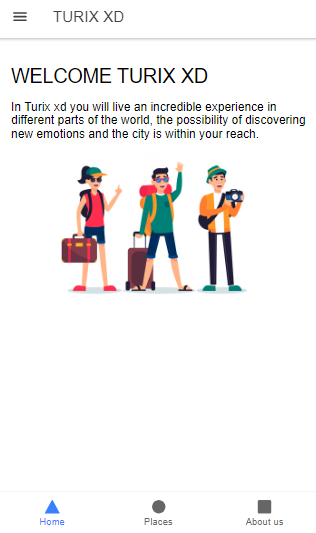 TURIX XD
WELCOME TURIX XD
In Turix xd you will live an incredible experience in
different parts of the world, the possibility of discovering
new emotions and the city is within your reach.
Home Places About us